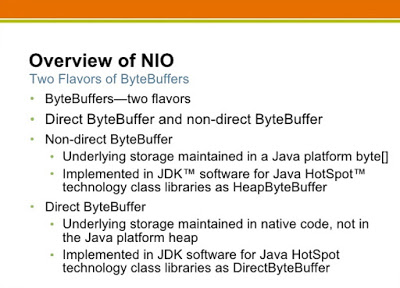 Overview of NIO
Two Flavors of ByteBuffers
• ByteBuffers—two flavors
• Direct ByteBuffer and non-direct ByteBuffer
• Non-direct ByteBuffer
• Underlying storage maintained in a Java platform byte[]
• Implemented in JDK™ software for Java HotSpot™
technology class libraries as HeapByteBuffer
• Direct ByteBuffer
• Underlying storage maintained in native code, not in
the Java platform heap
• Implemented in JDK software for Java HotSpot
technology class libraries as DirectByteBuffer